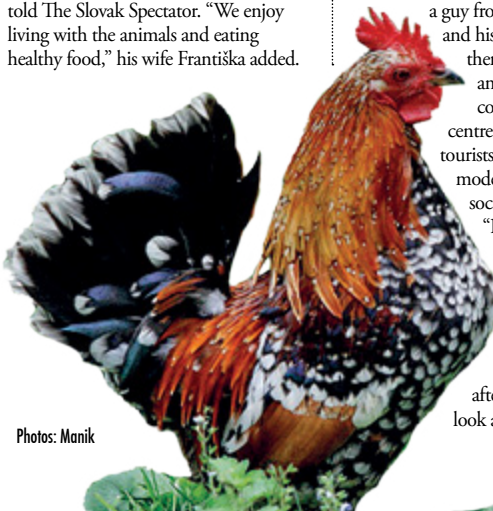 told The Slovak Spectator. “We enjoy
living with the animals and eating
healthy food,” his wife Františka added.
a guy fro
and his
then
an
co
centre
tourists
mode
soc
“I
afte
look a
Photos: Manik